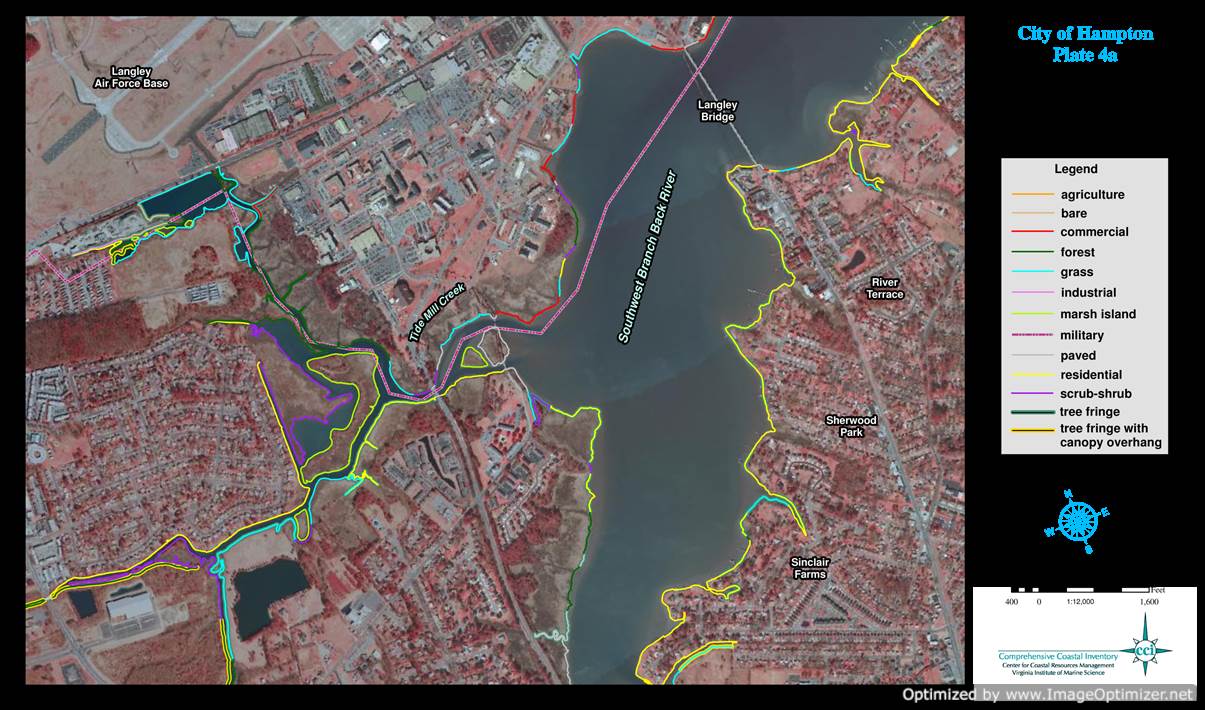 City of Hampton
Plate 4a
Langley
Air Force Base
Langley
Bridge
Southwest Branch Back River
Tide Mill Creek
River
Terrace
Sherwood
Park
Sinclair
Farms
Legend
agriculture
bare
commercial
forest
grass
industrial
marsh island
military
paved
residential
scrub-shrub
tree fringe
tree fringe with
canopy overhang
N
E
W
S
Feet
400 0 1:12,000 1,600
Comprehensive Coastal Inventory
Center for Coastal Resources Management
Virginia Institute of Marine Science
cci
Optimized by www.ImageOptimizer.net